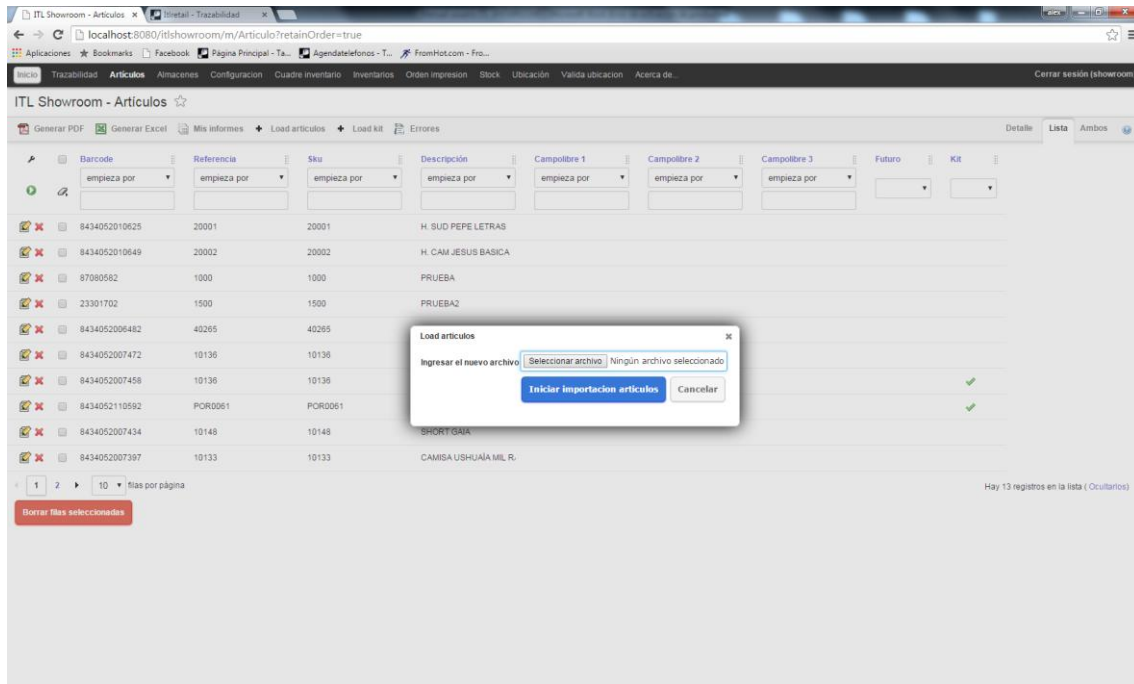 ITL Showroom - Artículos
Itlretail - Trazabilidad
localhost:8080/itlshowroom/m/Articulo?retainOrder=true
Aplicaciones Bookmarks Facebook Página Principal - Ta... Agendatelefonos - T... FromHot.com - Fro...
Inicio Trazabilidad Artículos Almacenes Configuracion Cuadre inventario Inventarios Orden impresion Stock Ubicación Valida ubicacion Acerca de... Cerrar sesión (showroom
ITL Showroom - Artículos
Generar PDF Generar Excel Mis informes Load articulos Load kit Errores Detalle Lista Ambos
Barcode Referencia Sku Descripción Campolibre 1 Campolibre 2 Campolibre 3 Futuro Kit
empieza por empieza por empieza por empieza por empieza por empieza por empieza por
8434052010625 20001 20001 H. SUD PEPE LETRAS
8434052010649 20002 20002 H. CAM JESUS BASICA
87080582 1000 1000 PRUEBA
23301702 1500 1500 PRUEBA2
8434052006482 40265 40265
8434052007472 10136 10136
8434052007458 10136 10136
8434052110592 POR0061 POR0061
8434052007434 10148 10148 SHORT GAIA
8434052007397 10133 10133 CAMISA USHUAÏA MIL R.
Load articulos
Ingresar el nuevo archivo Seleccionar archivo Ningún archivo seleccionado
Iniciar importacion articulos Cancelar
1 2 10 filas por página Hay 13 registros en la lista ( Ocultarlos)
Borrar filas seleccionadas